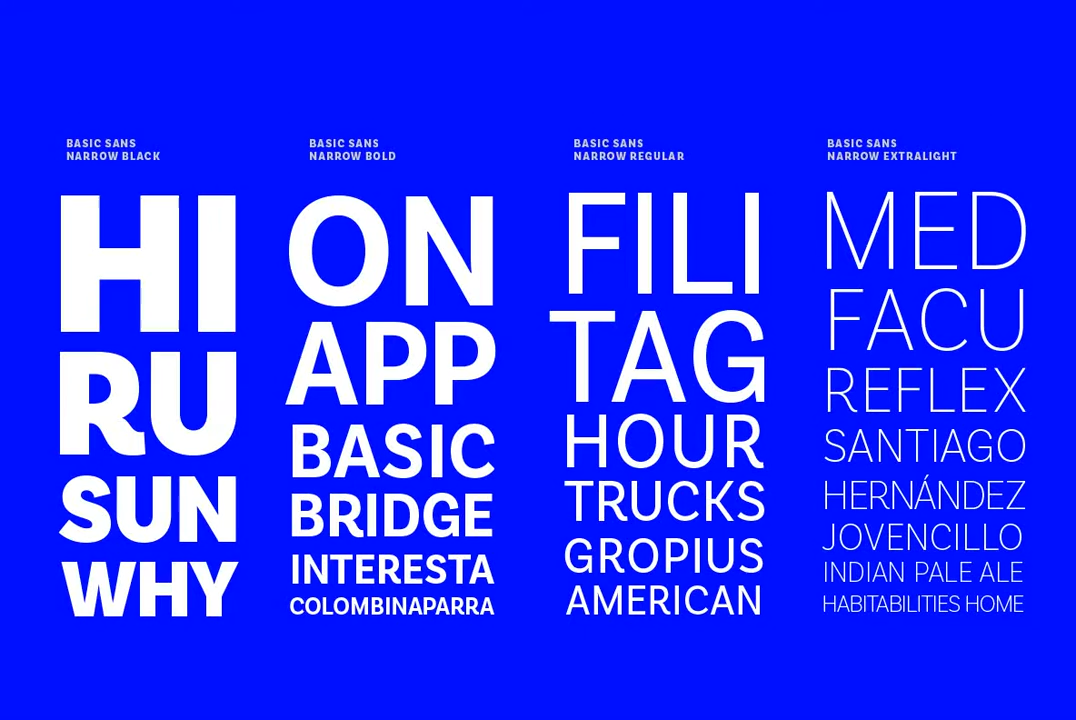 BASIC SANS
NARROW BLACK
HI
RU
SUN
WHY
BASIC SANS
NARROW BOLD
ON
APP
BASIC
BRIDGE
INTERESTA
COLOMBINAPARRA
BASIC SANS
NARROW REGULAR
FILI
TAG
HOUR
TRUCKS
GROPIUS
AMERICAN
BASIC SANS
NARROW EXTRALIGHT
MED
FACU
REFLEX
SANTIAGO
HERNÁNDEZ
JOVENCILLO
INDIAN PALE ALE
HABITABILITIES HOME